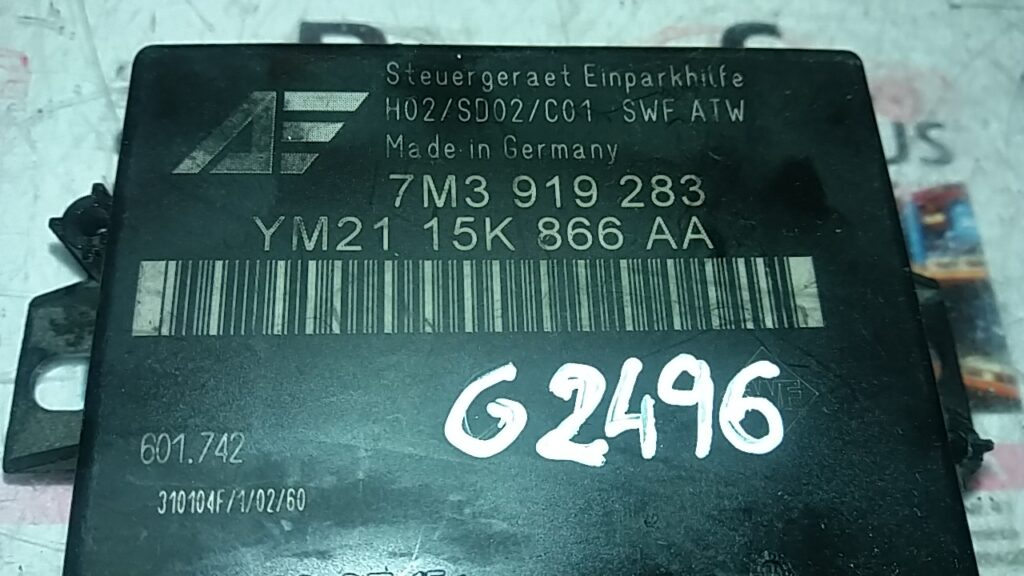 AF
Steuergeraet Einparkhilfe
H02/SD02/C01 SWF ATW
Made in Germany
7M3 919 283
YM21 15K 866 AA
G2496
601.742
310104F/1/02/60